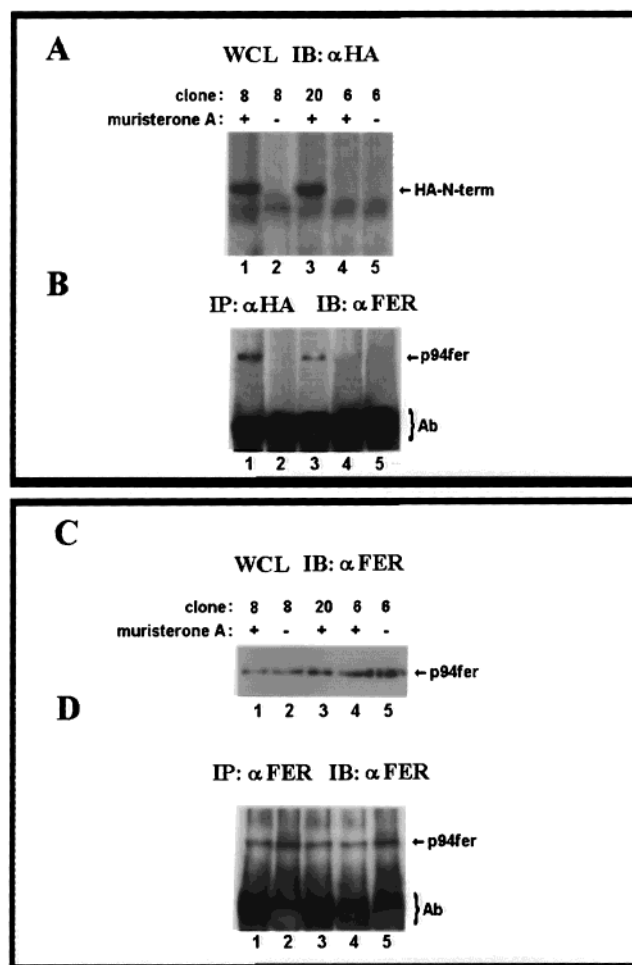 A
WCL IB: αHA
clone: 8 8 20 6 6
muristerone A: + - + + -
←HA-N-term
1 2 3 4 5
B
IP: αHA IB: αFER
←p94fer
}Ab
1 2 3 4 5
C
WCL IB: αFER
clone: 8 8 20 6 6
muristerone A: + - + + -
←p94fer
1 2 3 4 5
D
IP: αFER IB: αFER
←p94fer
}Ab
1 2 3 4 5